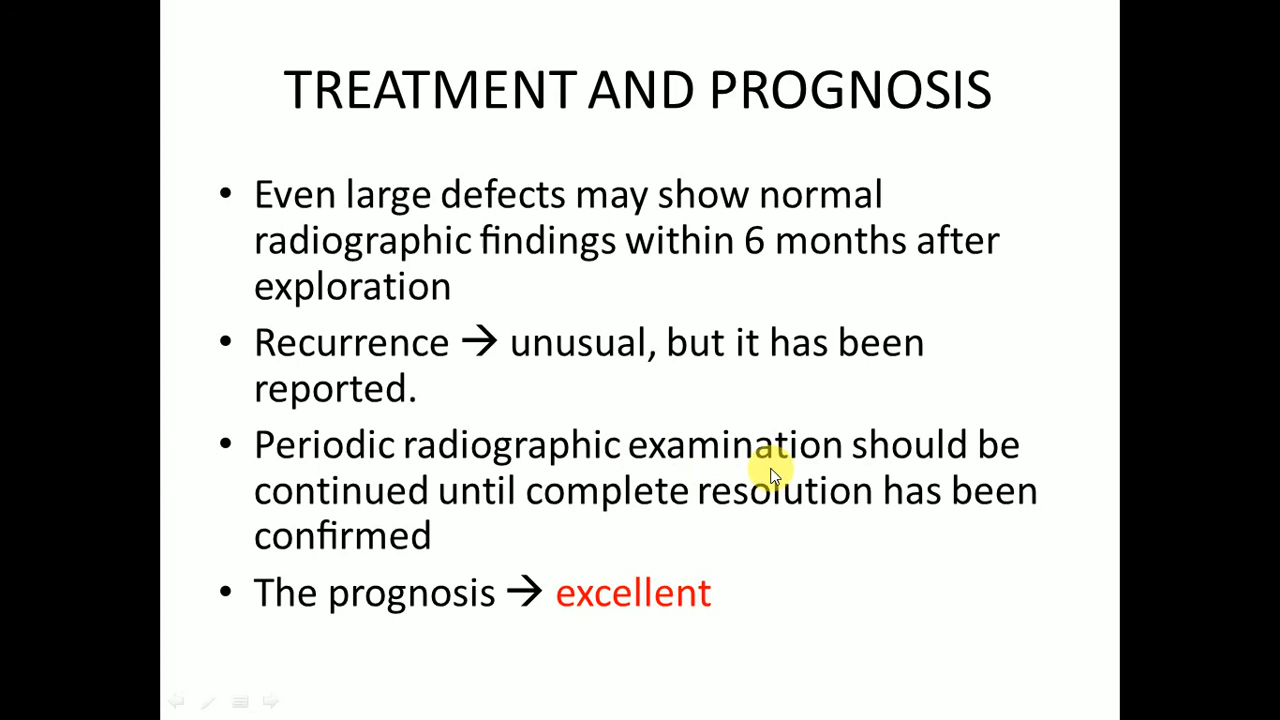 TREATMENT AND PROGNOSIS
• Even large defects may show normal
radiographic findings within 6 months after
exploration
• Recurrence → unusual, but it has been
reported.
• Periodic radiographic examination should be
continued until complete resolution has been
confirmed
• The prognosis → excellent